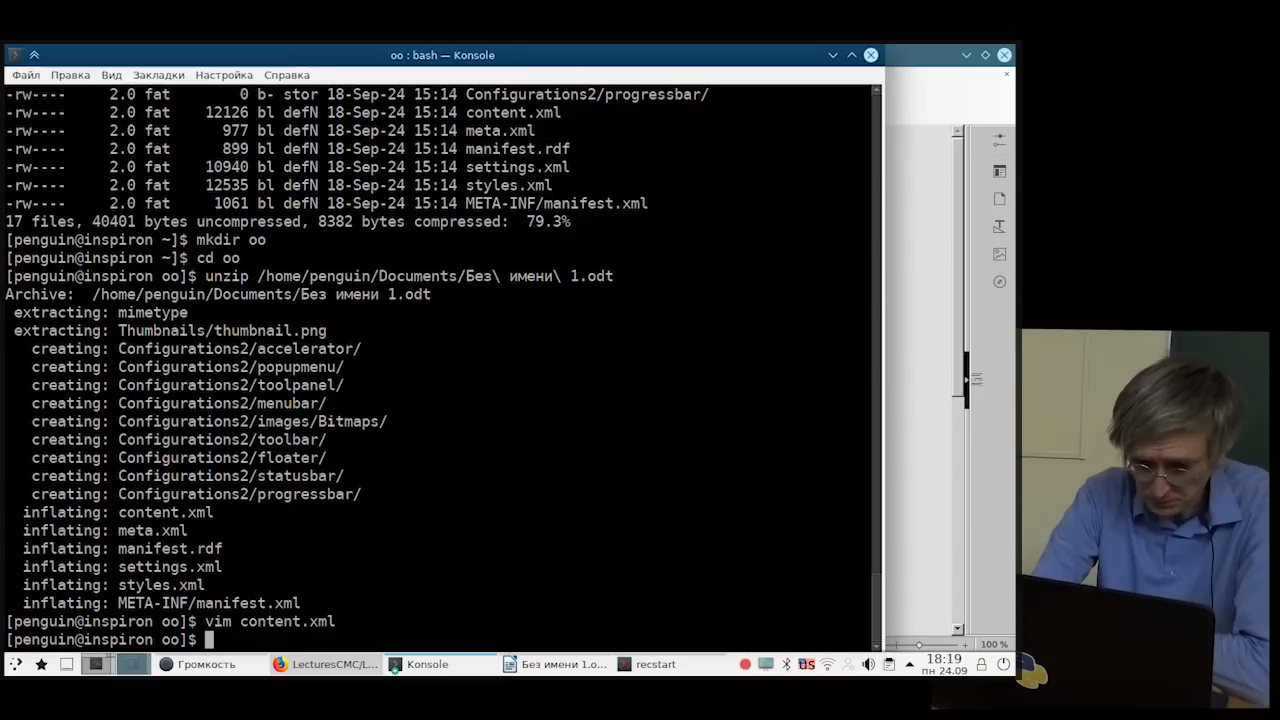 oo : bash — Konsole
Файл Правка Вид Закладки Настройка Справка
-rw---- 2.0 fat 0 b- stor 18-Sep-24 15:14 Configurations2/progressbar/
-rw---- 2.0 fat 12126 bl defN 18-Sep-24 15:14 content.xml
-rw---- 2.0 fat 977 bl defN 18-Sep-24 15:14 meta.xml
-rw---- 2.0 fat 899 bl defN 18-Sep-24 15:14 manifest.rdf
-rw---- 2.0 fat 10940 bl defN 18-Sep-24 15:14 settings.xml
-rw---- 2.0 fat 12535 bl defN 18-Sep-24 15:14 styles.xml
-rw---- 2.0 fat 1061 bl defN 18-Sep-24 15:14 META-INF/manifest.xml
17 files, 40401 bytes uncompressed, 8382 bytes compressed: 79.3%
[penguin@inspiron ~]$ mkdir oo
[penguin@inspiron ~]$ cd oo
[penguin@inspiron oo]$ unzip /home/penguin/Documents/Без\ имени\ 1.odt
Archive: /home/penguin/Documents/Без имени 1.odt
extracting: mimetype
extracting: Thumbnails/thumbnail.png
creating: Configurations2/accelerator/
creating: Configurations2/popupmenu/
creating: Configurations2/toolpanel/
creating: Configurations2/menubar/
creating: Configurations2/images/Bitmaps/
creating: Configurations2/toolbar/
creating: Configurations2/floater/
creating: Configurations2/statusbar/
creating: Configurations2/progressbar/
inflating: content.xml
inflating: meta.xml
inflating: manifest.rdf
inflating: settings.xml
inflating: styles.xml
inflating: META-INF/manifest.xml
[penguin@inspiron oo]$ vim content.xml
[penguin@inspiron oo]$
100 %
Громкость LecturesCMC/L... Konsole Без имени 1.o... recstart US 18:19
пн 24.09